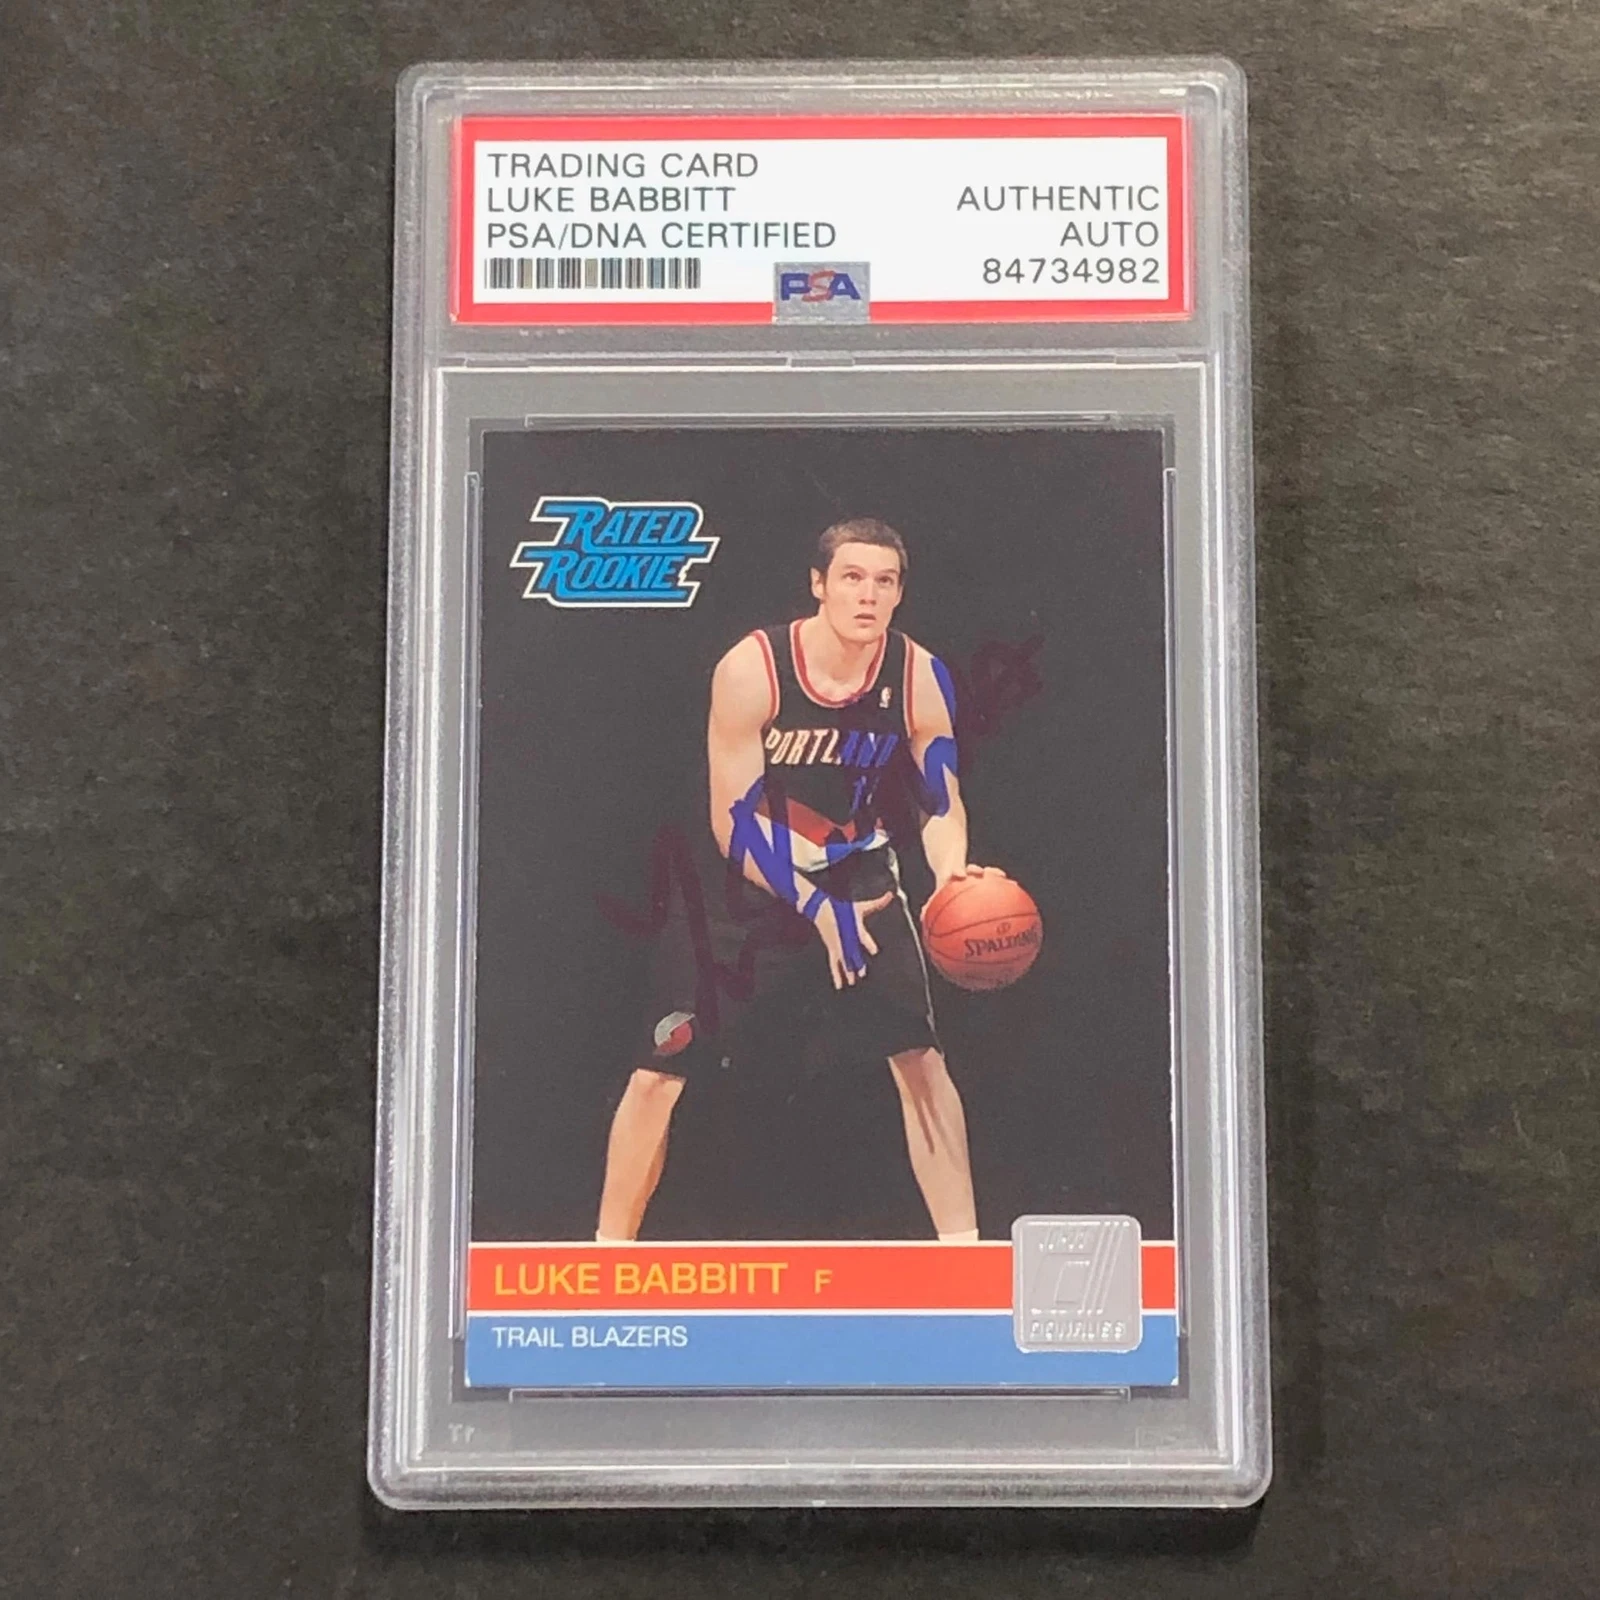 TRADING CARD
LUKE BABBITT
PSA/DNA CERTIFIED
AUTHENTIC
AUTO
84734982
PSA
RATED
ROOKIE
PORTLAND
SPALDING
DONRUSS
LUKE BABBITT F
TRAIL BLAZERS